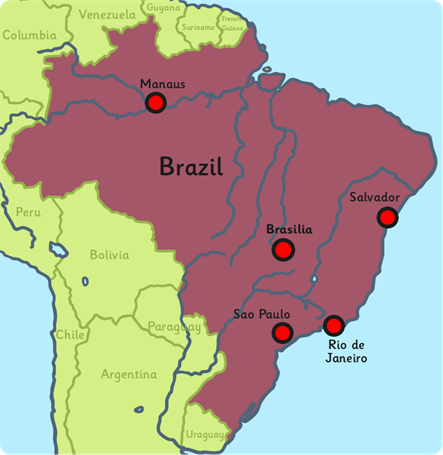 Guyana
Venezuela
French
Guiana
Suriname
Columbia
Manaus
Brazil
Salvador
Peru
Brasilia
Bolivia
Sao Paulo
Paraguay
Chile
Rio de
Janeiro
Argentina
Uruguay